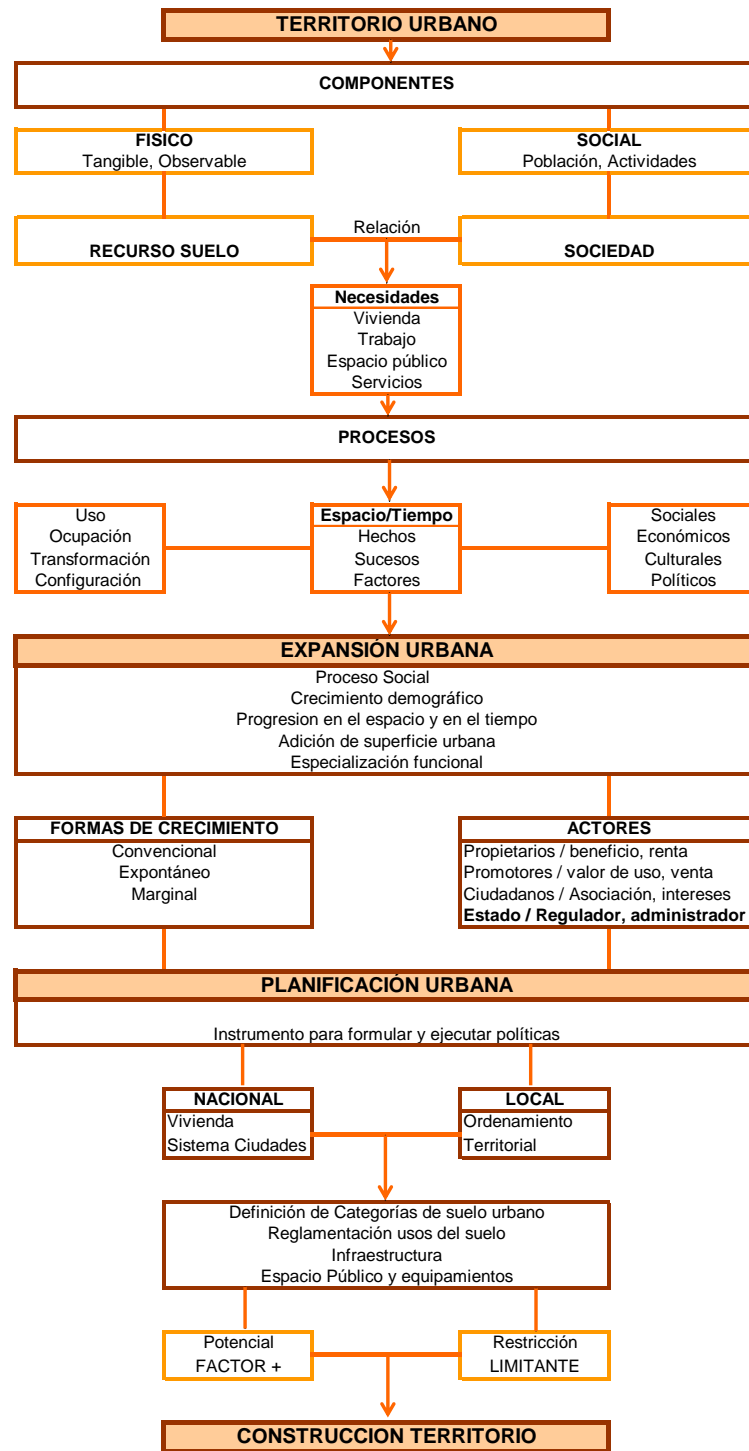 TERRITORIO URBANO
COMPONENTES
FISICO
Tangible, Observable
SOCIAL
Población, Actividades
Relación
RECURSO SUELO
SOCIEDAD
Necesidades
Vivienda
Trabajo
Espacio público
Servicios
PROCESOS
Uso
Ocupación
Transformación
Configuración
Espacio/Tiempo
Hechos
Sucesos
Factores
Sociales
Económicos
Culturales
Políticos
EXPANSIÓN URBANA
Proceso Social
Crecimiento demográfico
Progresion en el espacio y en el tiempo
Adición de superficie urbana
Especialización funcional
FORMAS DE CRECIMIENTO
Convencional
Expontáneo
Marginal
ACTORES
Propietarios / beneficio, renta
Promotores / valor de uso, venta
Ciudadanos / Asociación, intereses
Estado / Regulador, administrador
PLANIFICACIÓN URBANA
Instrumento para formular y ejecutar políticas
NACIONAL
Vivienda
Sistema Ciudades
LOCAL
Ordenamiento
Territorial
Definición de Categorías de suelo urbano
Reglamentación usos del suelo
Infraestructura
Espacio Público y equipamientos
Potencial
FACTOR +
Restricción
LIMITANTE
CONSTRUCCION TERRITORIO